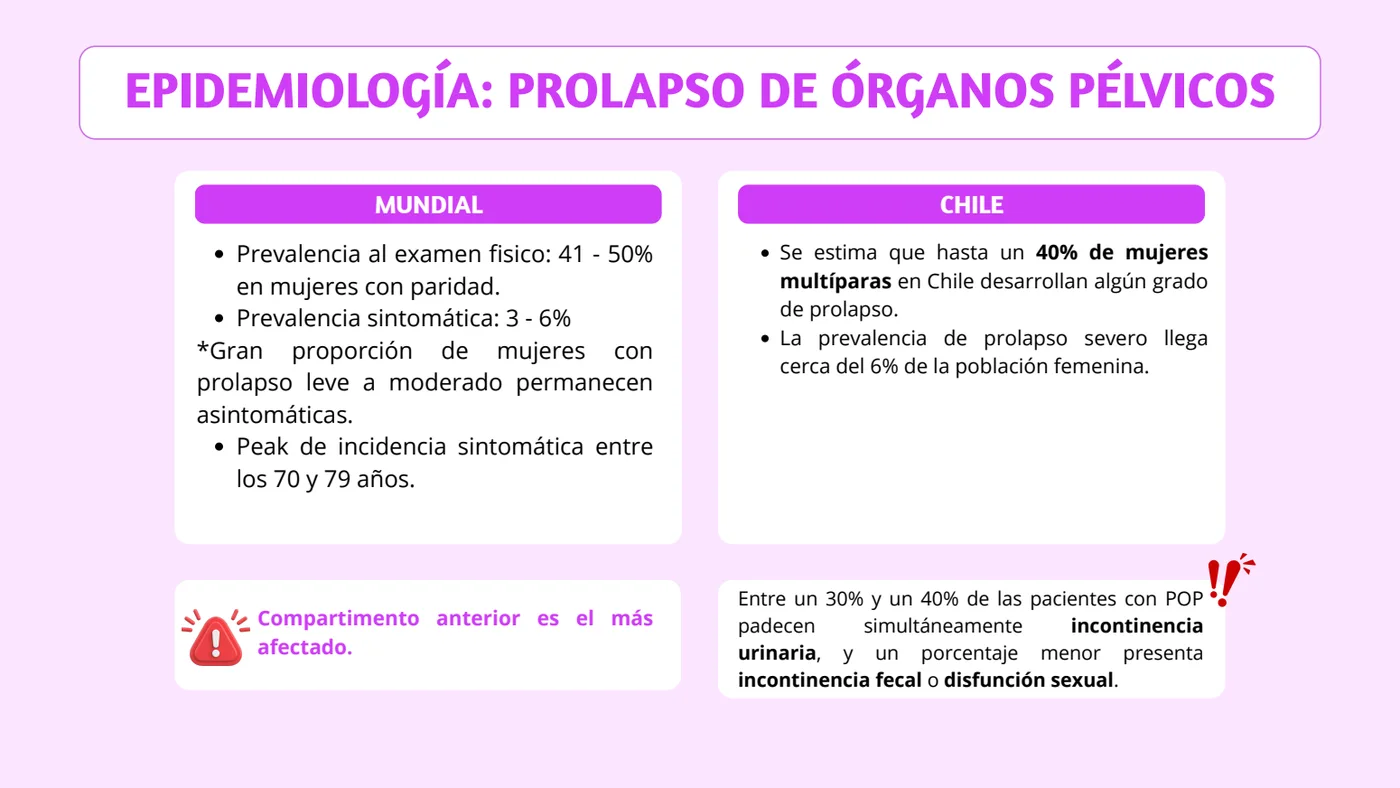 EPIDEMIOLOGÍA: PROLAPSO DE ÓRGANOS PÉLVICOS
MUNDIAL
• Prevalencia al examen fisico: 41 - 50%
en mujeres con paridad.
• Prevalencia sintomática: 3 - 6%
*Gran proporción de mujeres con
prolapso leve a moderado permanecen
asintomáticas.
• Peak de incidencia sintomática entre
los 70 y 79 años.
CHILE
• Se estima que hasta un 40% de mujeres
multíparas en Chile desarrollan algún grado
de prolapso.
• La prevalencia de prolapso severo llega
cerca del 6% de la población femenina.
Compartimento anterior es el más
afectado.
Entre un 30% y un 40% de las pacientes con POP
padecen simultáneamente incontinencia
urinaria, y un porcentaje menor presenta
incontinencia fecal o disfunción sexual.